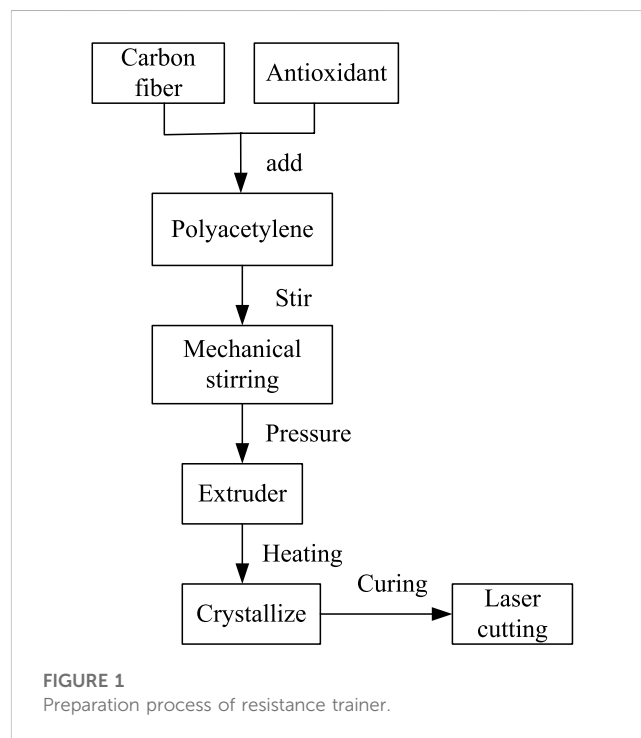 Carbon
fiber
Antioxidant
add
Polyacetylene
Stir
Mechanical
stirring
Pressure
Extruder
Heating
Curing
Crystallize
Laser
cutting
FIGURE 1
Preparation process of resistance trainer.